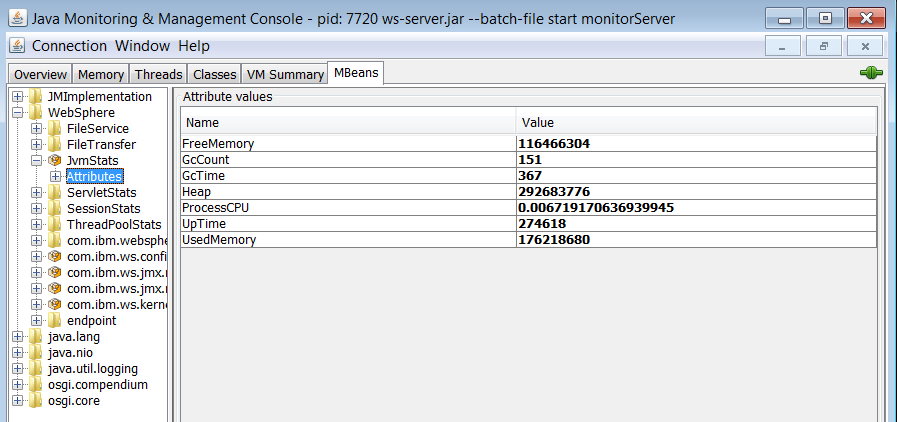 Java Monitoring & Management Console - pid: 7720 ws-server.jar --batch-file start monitorServer
Connection Window Help
Overview Memory Threads Classes VM Summary MBeans
JMImplementation
WebSphere
FileService
FileTransfer
JvmStats
Attributes
ServletStats
SessionStats
ThreadPoolStats
com.ibm.websphe
com.ibm.ws.confi
com.ibm.ws.jmx.r
com.ibm.ws.jmx.r
com.ibm.ws.kerne
endpoint
java.lang
java.nio
java.util.logging
osgi.compendium
osgi.core
Attribute values
Name Value
FreeMemory 116466304
GcCount 151
GcTime 367
Heap 292683776
ProcessCPU 0.006719170636939945
UpTime 274618
UsedMemory 176218680